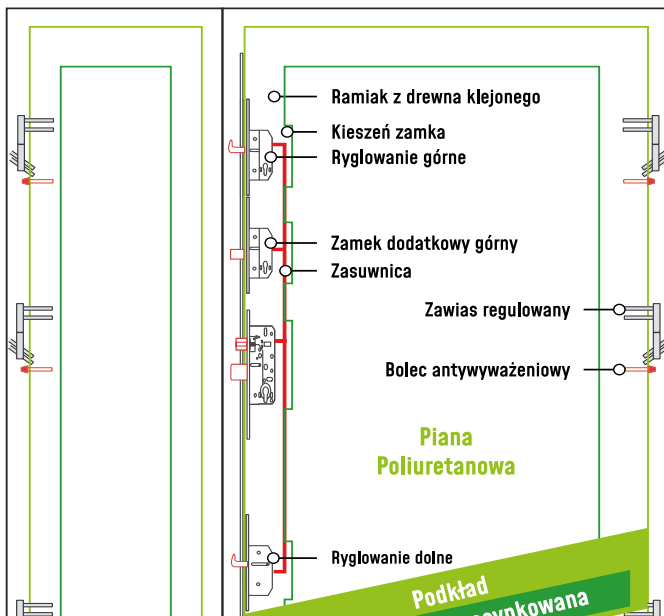 Ramiak z drewna klejonego
Kieszeń zamka
Ryglowanie górne
Zamek dodatkowy górny
Zasuwnica
Zawias regulowany
Bolec antywyważeniowy
Piana
Poliuretanowa
Ryglowanie dolne
Podkład